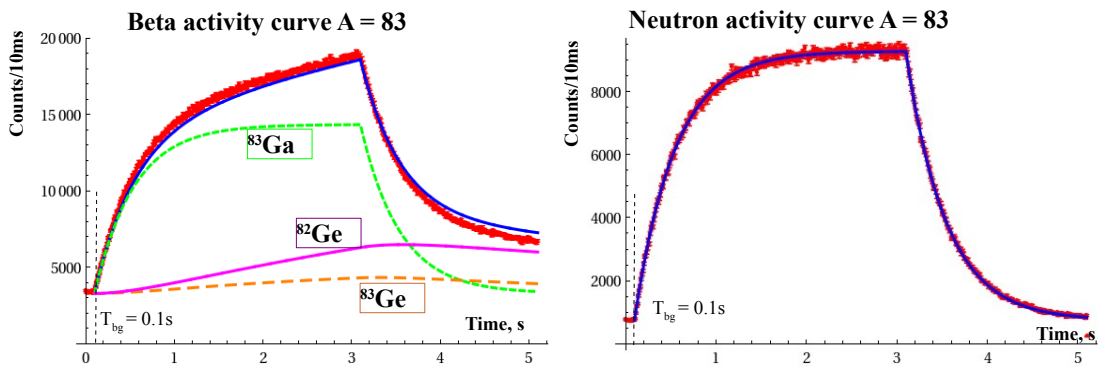 Beta activity curve A = 83
Counts/10ms
20 000
15 000
10 000
5000
⁸³Ga
⁸²Ge
⁸³Ge
T_bg = 0.1s
Time, s
0 1 2 3 4 5
Neutron activity curve A = 83
Counts/10ms
8000
6000
4000
2000
T_bg = 0.1s
Time, s
1 2 3 4 5